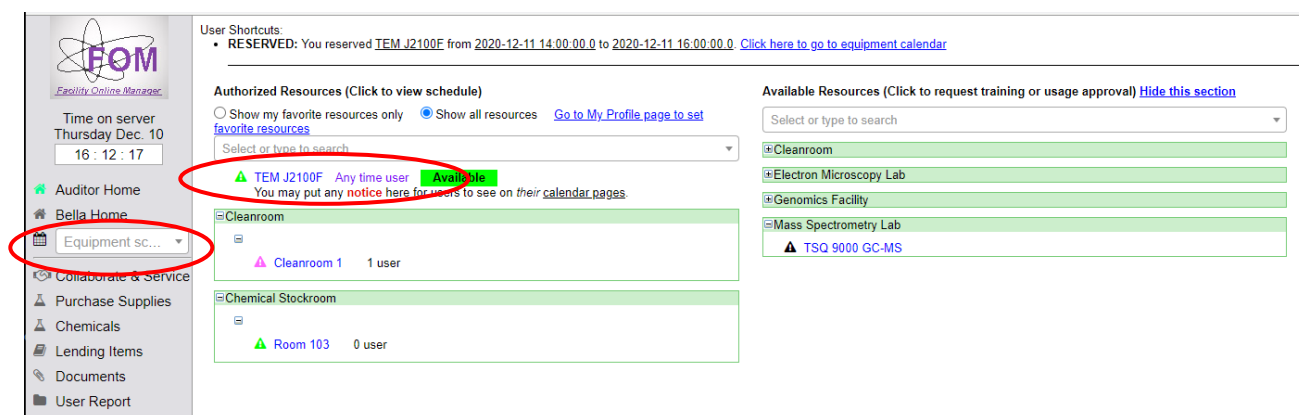 FOM
Facility Online Manager
Time on server
Thursday Dec. 10
16 : 12 : 17
Auditor Home
Bella Home
Equipment sc...
Collaborate & Service
Purchase Supplies
Chemicals
Lending Items
Documents
User Report
User Shortcuts:
• RESERVED: You reserved TEM J2100F from 2020-12-11 14:00:00.0 to 2020-12-11 16:00:00.0. Click here to go to equipment calendar
Authorized Resources (Click to view schedule)
Show my favorite resources only Show all resources Go to My Profile page to set
favorite resources
Select or type to search
TEM J2100F Any time user Available
You may put any notice here for users to see on their calendar pages.
Cleanroom
Cleanroom 1 1 user
Chemical Stockroom
Room 103 0 user
Available Resources (Click to request training or usage approval) Hide this section
Select or type to search
Cleanroom
Electron Microscopy Lab
Genomics Facility
Mass Spectrometry Lab
TSQ 9000 GC-MS